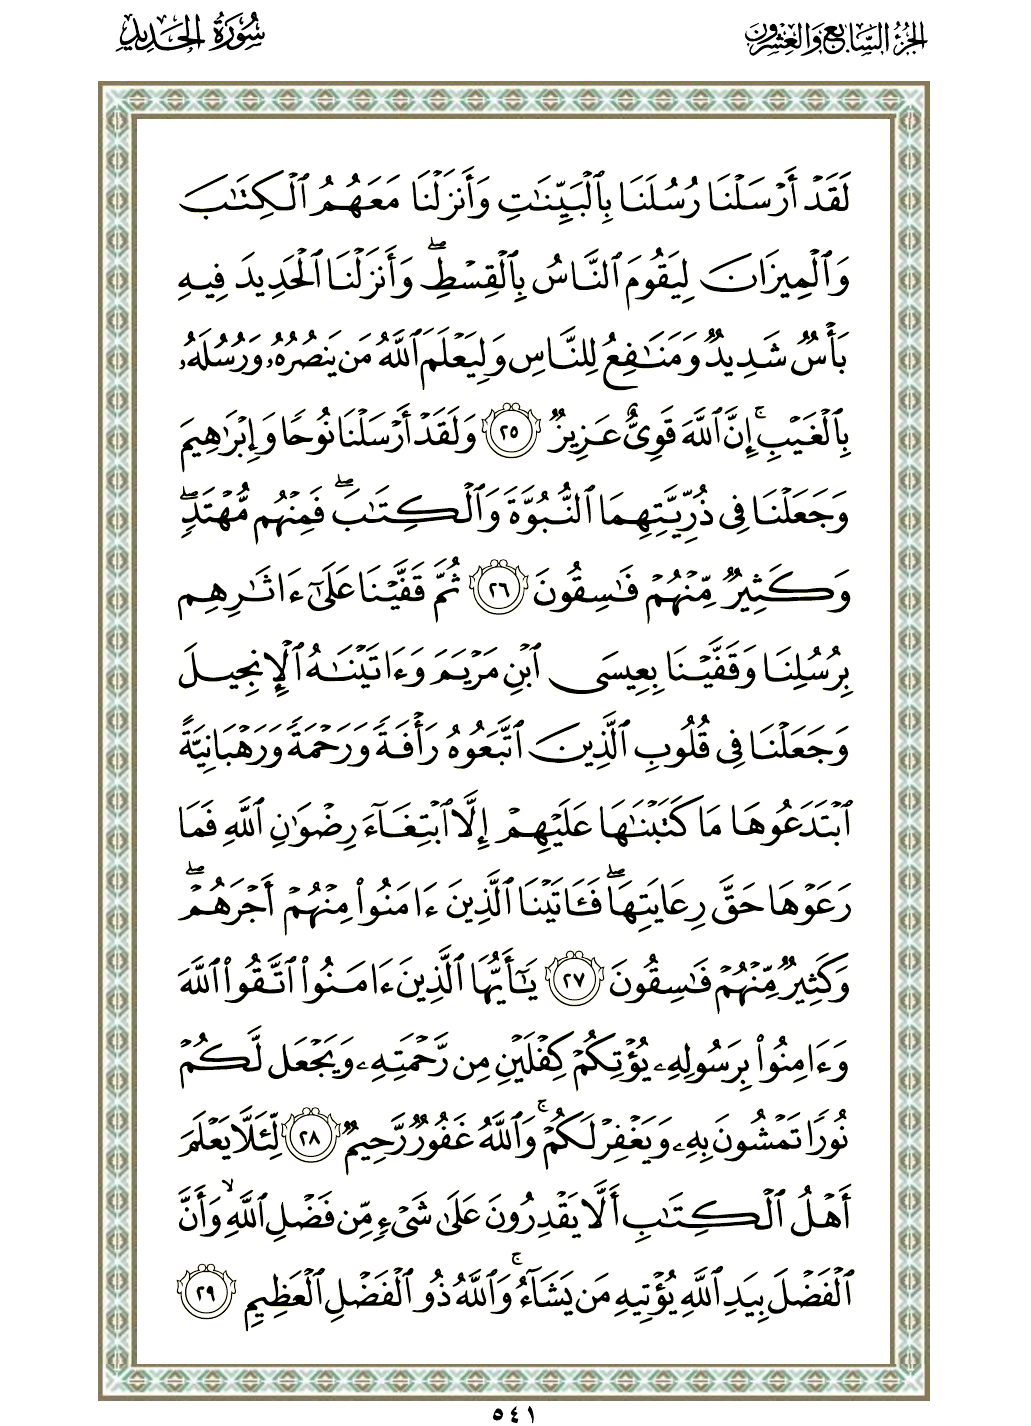 الجزء السابع والعشرون
سورة الحديد
لَقَدْ أَرْسَلْنَا رُسُلَنَا بِٱلْبَيِّنَٰتِ وَأَنزَلْنَا مَعَهُمُ ٱلْكِتَٰبَ
وَٱلْمِيزَانَ لِيَقُومَ ٱلنَّاسُ بِٱلْقِسْطِ ۖ وَأَنزَلْنَا ٱلْحَدِيدَ فِيهِ
بَأْسٌ شَدِيدٌ وَمَنَٰفِعُ لِلنَّاسِ وَلِيَعْلَمَ ٱللَّهُ مَن يَنصُرُهُۥ وَرُسُلَهُۥ
بِٱلْغَيْبِ ۚ إِنَّ ٱللَّهَ قَوِىٌّ عَزِيزٌ ٢٥ وَلَقَدْ أَرْسَلْنَا نُوحًا وَإِبْرَٰهِيمَ
وَجَعَلْنَا فِى ذُرِّيَّتِهِمَا ٱلنُّبُوَّةَ وَٱلْكِتَٰبَ ۖ فَمِنْهُم مُّهْتَدٍ ۖ
وَكَثِيرٌ مِّنْهُمْ فَٰسِقُونَ ٢٦ ثُمَّ قَفَّيْنَا عَلَىٰٓ ءَاثَٰرِهِم
بِرُسُلِنَا وَقَفَّيْنَا بِعِيسَى ٱبْنِ مَرْيَمَ وَءَاتَيْنَٰهُ ٱلْإِنجِيلَ
وَجَعَلْنَا فِى قُلُوبِ ٱلَّذِينَ ٱتَّبَعُوهُ رَأْفَةً وَرَحْمَةً وَرَهْبَانِيَّةً
ٱبْتَدَعُوهَا مَا كَتَبْنَٰهَا عَلَيْهِمْ إِلَّا ٱبْتِغَآءَ رِضْوَٰنِ ٱللَّهِ فَمَا
رَعَوْهَا حَقَّ رِعَايَتِهَا ۖ فَـَٔاتَيْنَا ٱلَّذِينَ ءَامَنُوا۟ مِنْهُمْ أَجْرَهُمْ ۖ
وَكَثِيرٌ مِّنْهُمْ فَٰسِقُونَ ٢٧ يَٰٓأَيُّهَا ٱلَّذِينَ ءَامَنُوا۟ ٱتَّقُوا۟ ٱللَّهَ
وَءَامِنُوا۟ بِرَسُولِهِۦ يُؤْتِكُمْ كِفْلَيْنِ مِن رَّحْمَتِهِۦ وَيَجْعَل لَّكُمْ
نُورًا تَمْشُونَ بِهِۦ وَيَغْفِرْ لَكُمْ ۚ وَٱللَّهُ غَفُورٌ رَّحِيمٌ ٢٨ لِّئَلَّا يَعْلَمَ
أَهْلُ ٱلْكِتَٰبِ أَلَّا يَقْدِرُونَ عَلَىٰ شَىْءٍ مِّن فَضْلِ ٱللَّهِ ۙ وَأَنَّ
ٱلْفَضْلَ بِيَدِ ٱللَّهِ يُؤْتِيهِ مَن يَشَآءُ ۚ وَٱللَّهُ ذُو ٱلْفَضْلِ ٱلْعَظِيمِ ٢٩
٥٤١